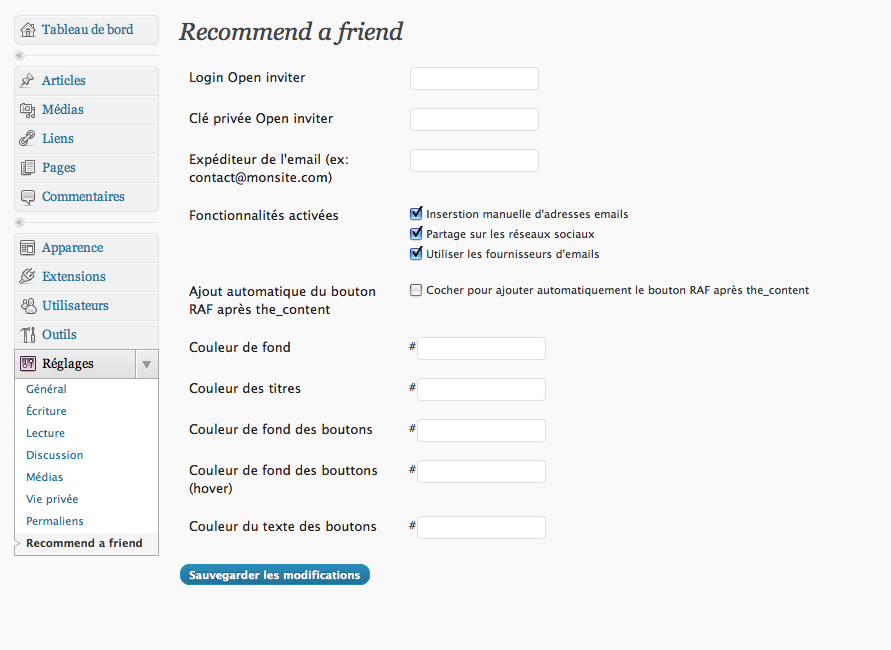 Tableau de bord
Articles
Médias
Liens
Pages
Commentaires
Apparence
Extensions
Utilisateurs
Outils
Réglages
Général
Écriture
Lecture
Discussion
Médias
Vie privée
Permaliens
Recommend a friend
Recommend a friend
Login Open inviter
Clé privée Open inviter
Expéditeur de l'email (ex:
contact@monsite.com)
Fonctionnalités activées
Inserstion manuelle d'adresses emails
Partage sur les réseaux sociaux
Utiliser les fournisseurs d'emails
Ajout automatique du bouton
RAF après the_content
Cocher pour ajouter automatiquement le bouton RAF après the_content
Couleur de fond
#
Couleur des titres
#
Couleur de fond des boutons
#
Couleur de fond des bouttons
(hover)
#
Couleur du texte des boutons
#
Sauvegarder les modifications